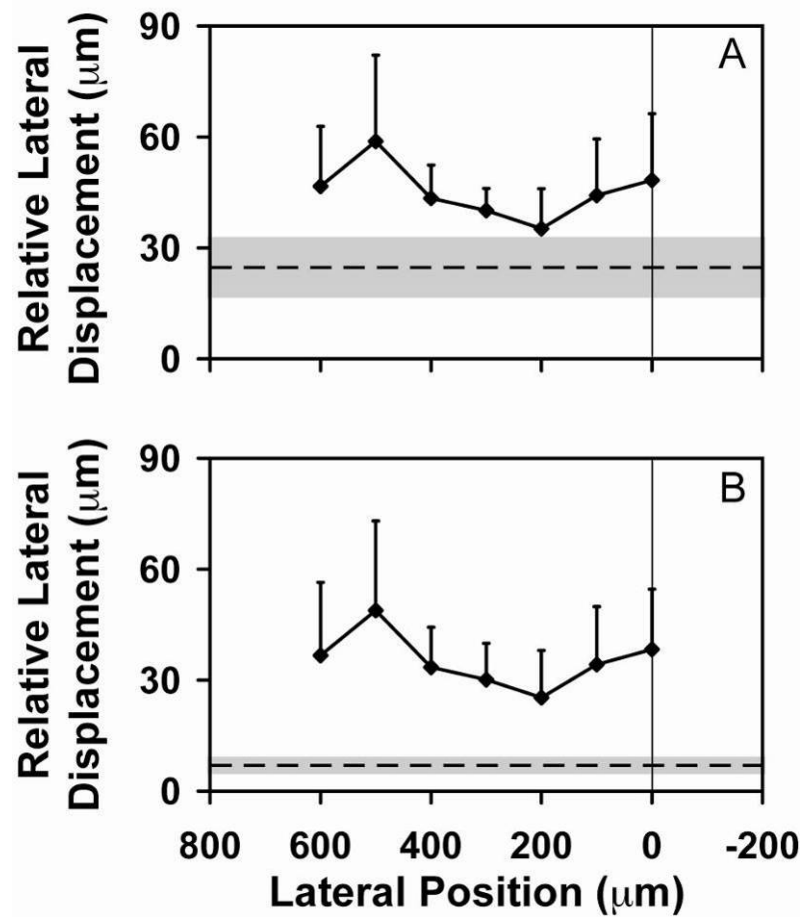 Relative Lateral
Displacement (μm)
90
60
30
0
A
Relative Lateral
Displacement (μm)
90
60
30
0
B
800 600 400 200 0 -200
Lateral Position (μm)